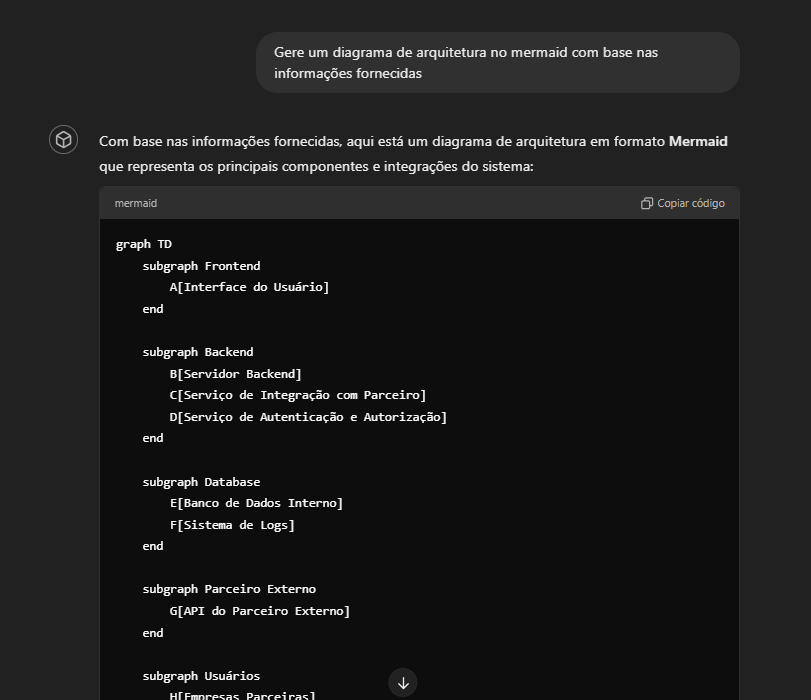 Gere um diagrama de arquitetura no mermaid com base nas
informações fornecidas
Com base nas informações fornecidas, aqui está um diagrama de arquitetura em formato Mermaid
que representa os principais componentes e integrações do sistema:
mermaid
Copiar código
graph TD
    subgraph Frontend
        A[Interface do Usuário]
    end
    subgraph Backend
        B[Servidor Backend]
        C[Serviço de Integração com Parceiro]
        D[Serviço de Autenticação e Autorização]
    end
    subgraph Database
        E[Banco de Dados Interno]
        F[Sistema de Logs]
    end
    subgraph Parceiro Externo
        G[API do Parceiro Externo]
    end
    subgraph Usuários
        H[Empresas Parceiras]